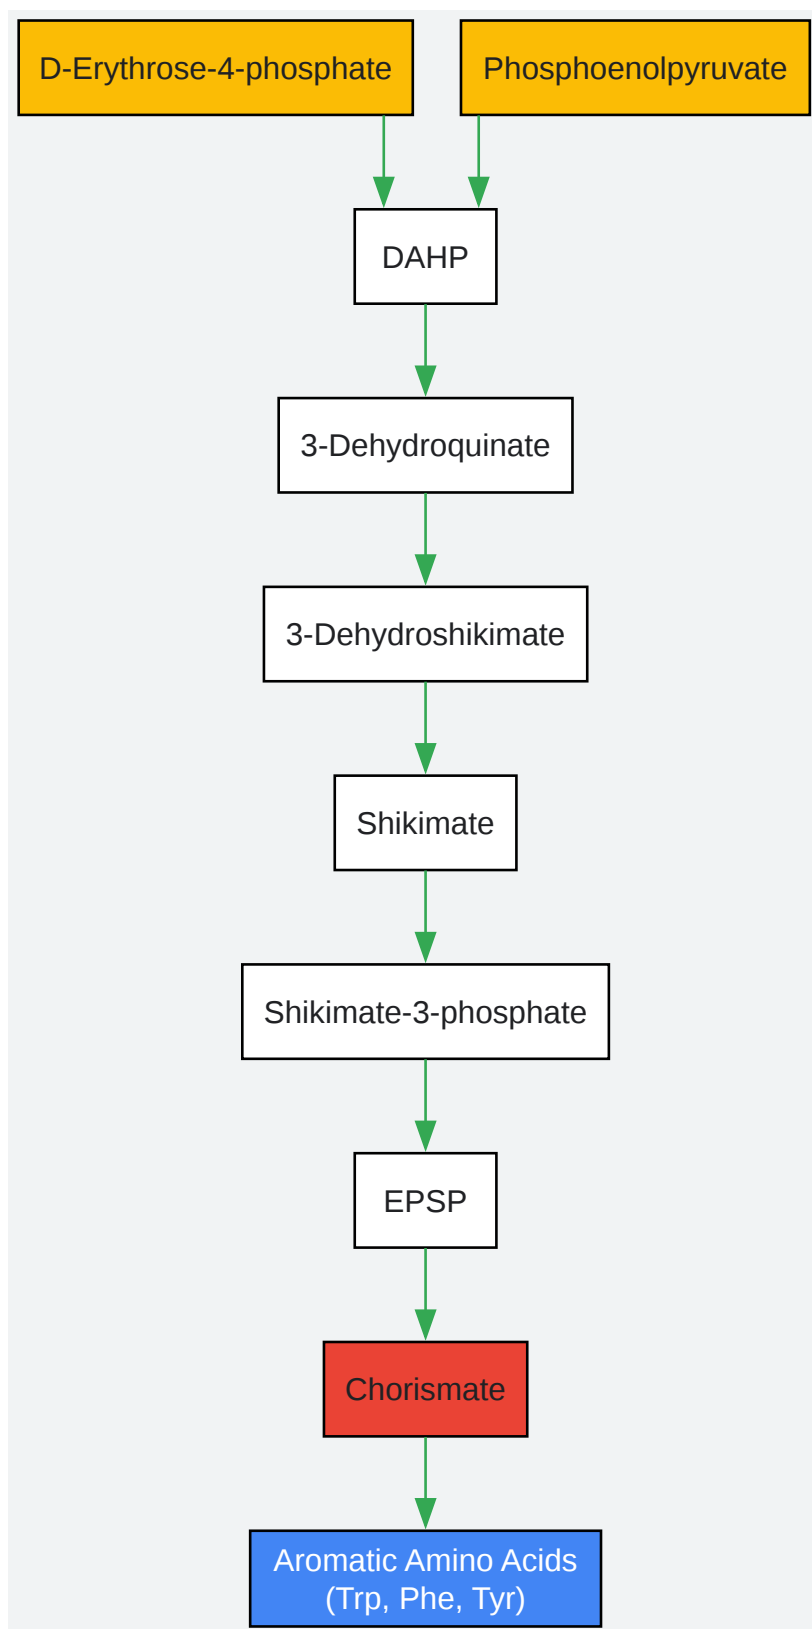 D-Erythrose-4-phosphate
Phosphoenolpyruvate
DAHP
3-Dehydroquinate
3-Dehydroshikimate
Shikimate
Shikimate-3-phosphate
EPSP
Chorismate
Aromatic Amino Acids
(Trp, Phe, Tyr)